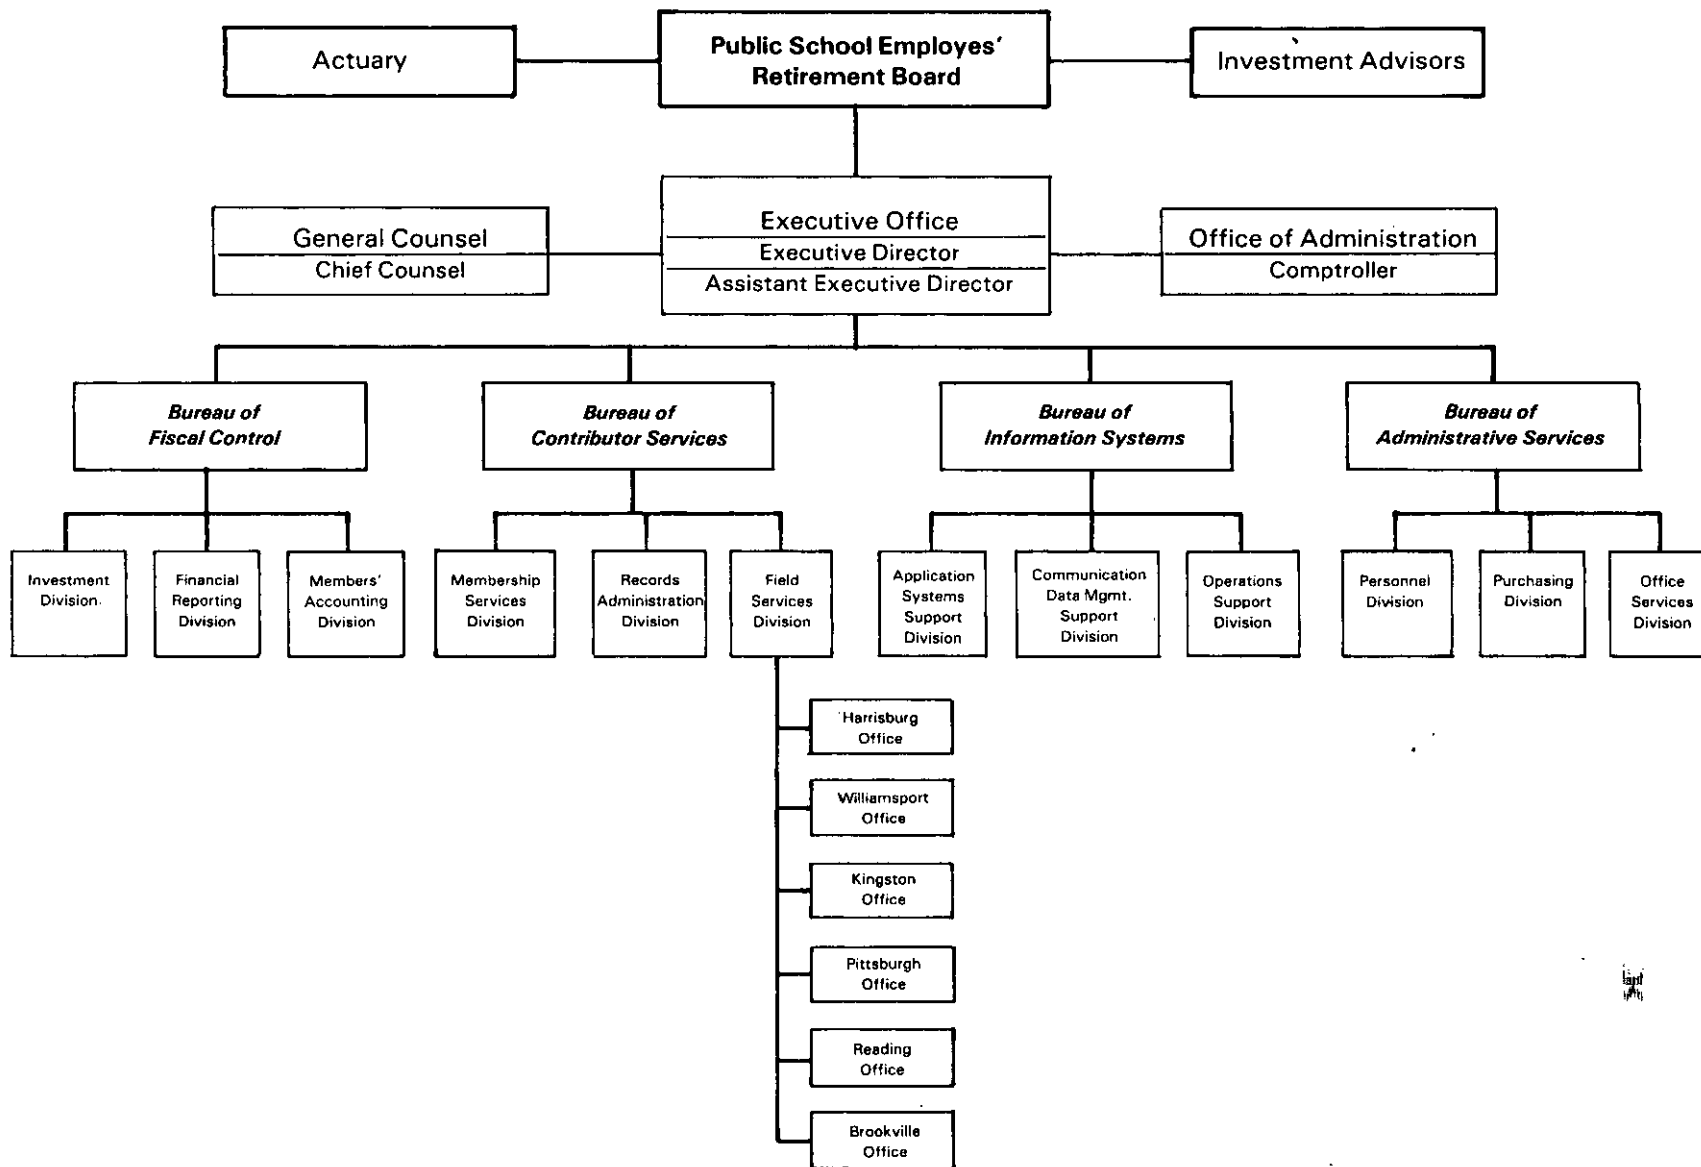 Actuary
Public School Employes'
Retirement Board
Investment Advisors
General Counsel
Chief Counsel
Executive Office
Executive Director
Assistant Executive Director
Office of Administration
Comptroller
Bureau of
Fiscal Control
Bureau of
Contributor Services
Bureau of
Information Systems
Bureau of
Administrative Services
Investment
Division
Financial
Reporting
Division
Members'
Accounting
Division
Membership
Services
Division
Records
Administration
Division
Field
Services
Division
Application
Systems
Support
Division
Communication
Data Mgmt.
Support
Division
Operations
Support
Division
Personnel
Division
Purchasing
Division
Office
Services
Division
Harrisburg
Office
Williamsport
Office
Kingston
Office
Pittsburgh
Office
Reading
Office
Brookville
Office